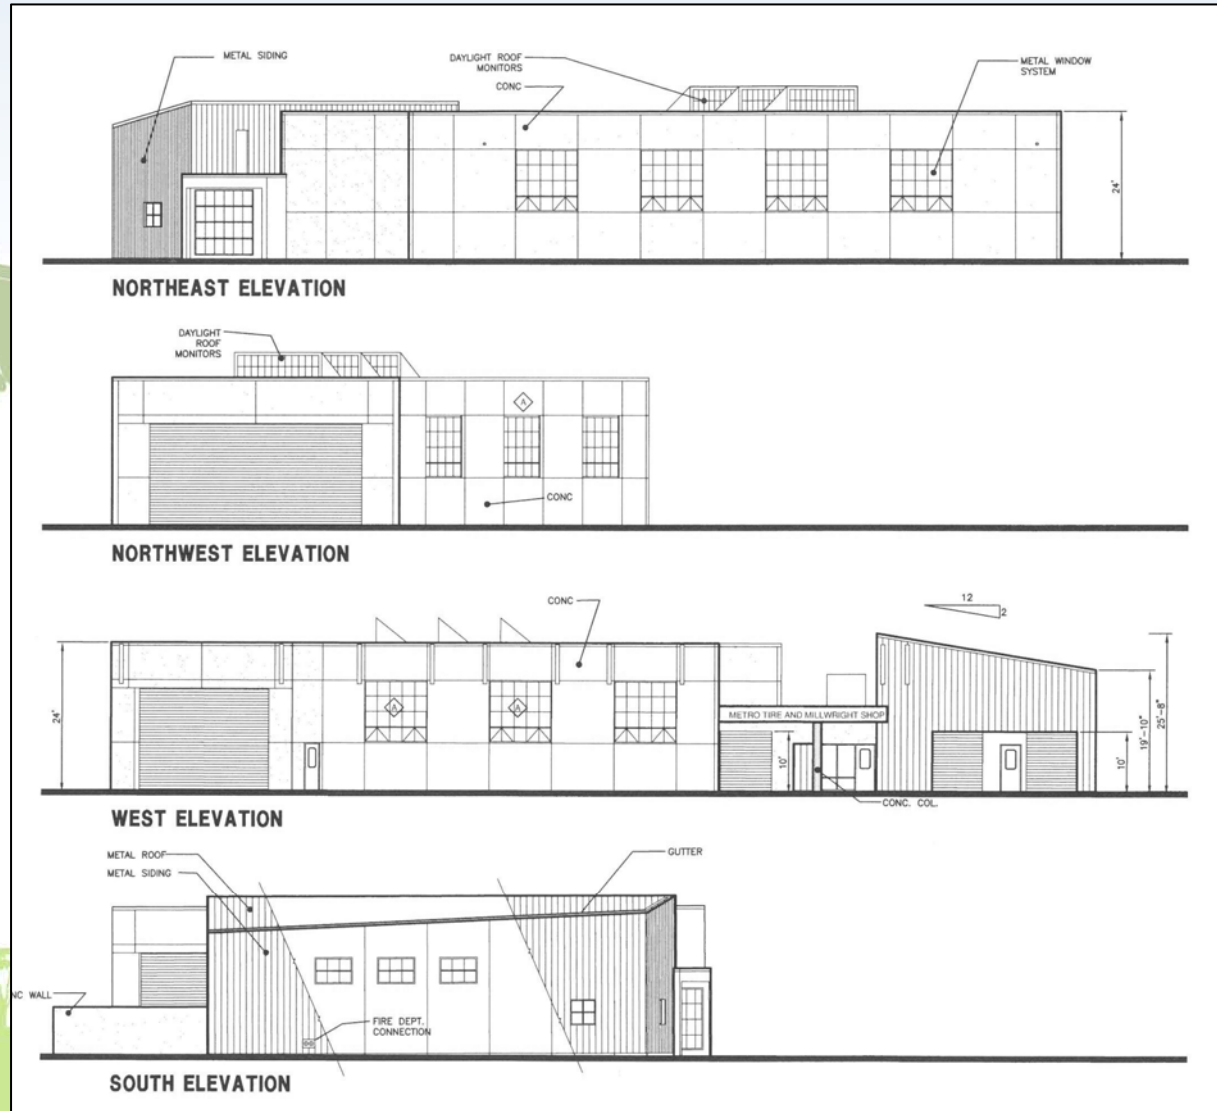 METAL SIDING
DAYLIGHT ROOF
MONITORS
CONC
METAL WINDOW
SYSTEM
24'
NORTHEAST ELEVATION
DAYLIGHT
ROOF
MONITORS
A
CONC
NORTHWEST ELEVATION
CONC
12
2
24'
A
A
METRO TIRE AND MILLWRIGHT SHOP
10'
10'
19'-10"
25'-8"
CONC. COL.
WEST ELEVATION
METAL ROOF
METAL SIDING
GUTTER
NC WALL
FIRE DEPT.
CONNECTION
SOUTH ELEVATION